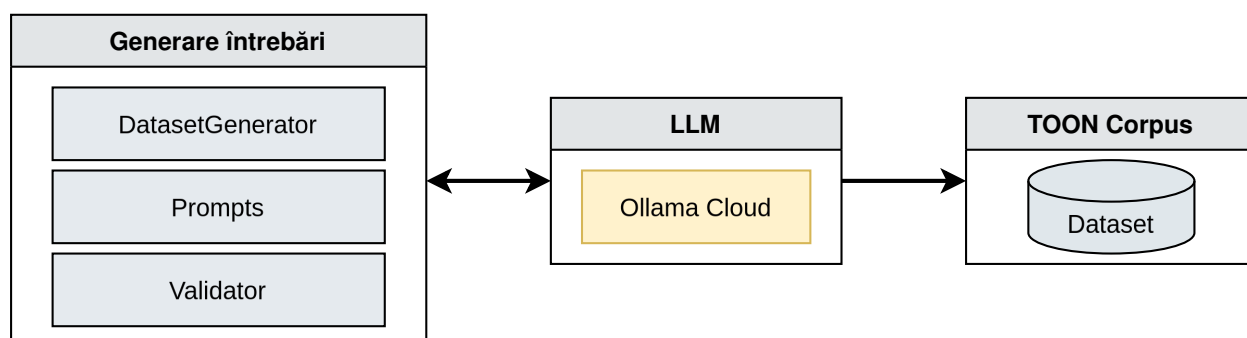 Generare întrebări
DatasetGenerator
Prompts
Validator
LLM
Ollama Cloud
TOON Corpus
Dataset